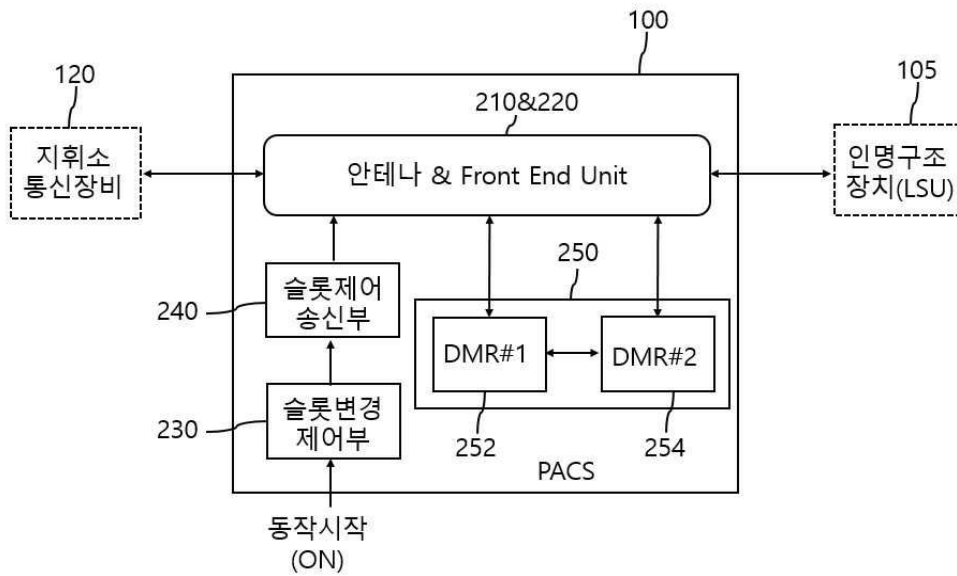 100
120
210&220
105
지휘소
통신장비
안테나 & Front End Unit
인명구조
장치(LSU)
250
240
슬롯제어
송신부
DMR#1
DMR#2
230
슬롯변경
제어부
252
254
PACS
동작시작
(ON)